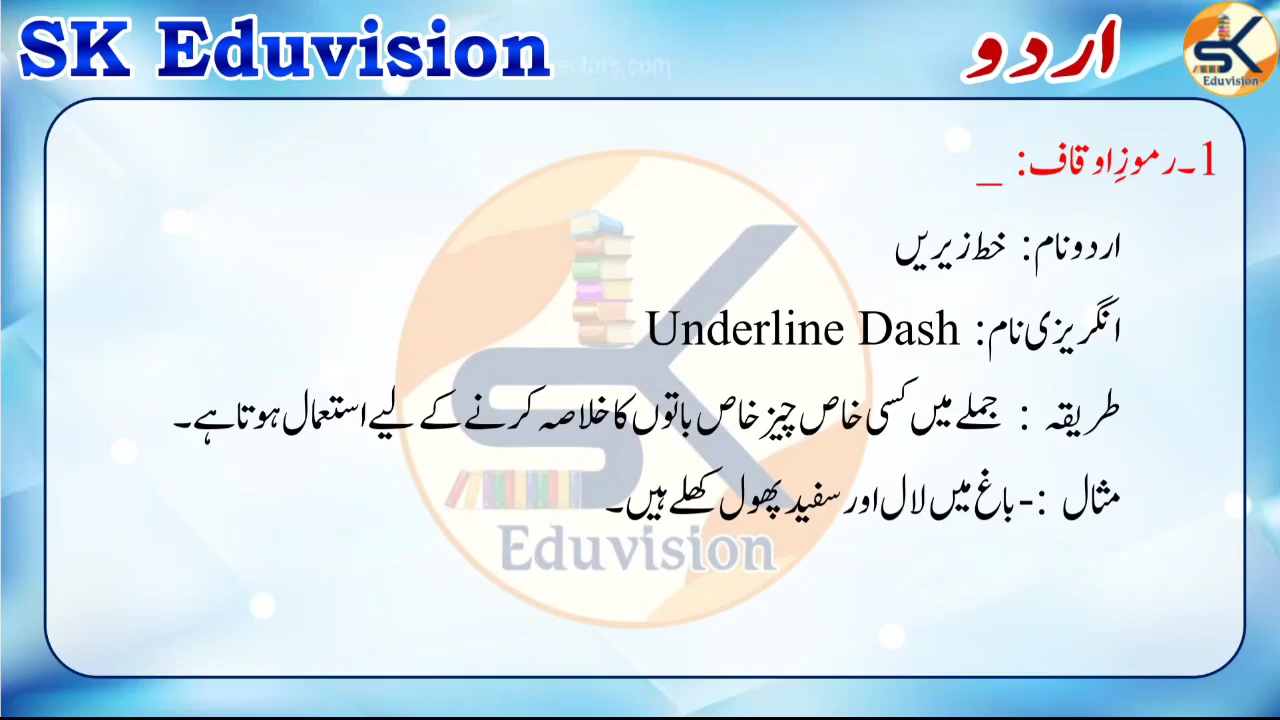 SK Eduvision
اردو
SK
Eduvision
1۔رموزِاوقاف: _
اردونام: خط زیریں
انگریزی نام: Underline Dash
طریقہ : جملے میں کسی خاص چیز خاص باتوں کا خلاصہ کرنے کے لیے استعمال ہوتا ہے۔
مثال :- باغ میں لال اور سفید پھول کھلے ہیں۔
SK
Eduvision